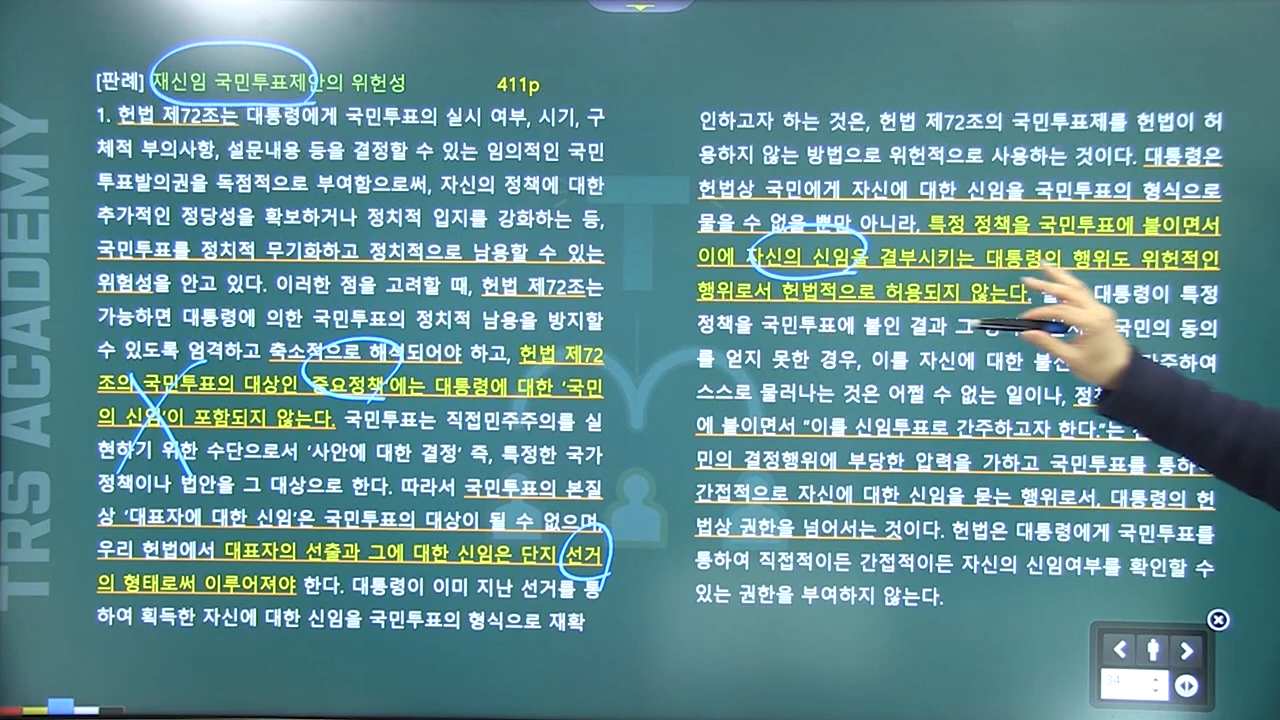 [판례] 재신임 국민투표제안의 위헌성 411p
1. 헌법 제72조는 대통령에게 국민투표의 실시 여부, 시기, 구
체적 부의사항, 설문내용 등을 결정할 수 있는 임의적인 국민
투표발의권을 독점적으로 부여함으로써, 자신의 정책에 대한
추가적인 정당성을 확보하거나 정치적 입지를 강화하는 등,
국민투표를 정치적 무기화하고 정치적으로 남용할 수 있는
위험성을 안고 있다. 이러한 점을 고려할 때, 헌법 제72조는
가능하면 대통령에 의한 국민투표의 정치적 남용을 방지할
수 있도록 엄격하고 축소적으로 해석되어야 하고, 헌법 제72
조의 국민투표의 대상인 '중요정책'에는 대통령에 대한 '국민
의 신임'이 포함되지 않는다. 국민투표는 직접민주주의를 실
현하기 위한 수단으로서 '사안에 대한 결정' 즉, 특정한 국가
정책이나 법안을 그 대상으로 한다. 따라서 국민투표의 본질
상 '대표자에 대한 신임'은 국민투표의 대상이 될 수 없으며,
우리 헌법에서 대표자의 선출과 그에 대한 신임은 단지 선거
의 형태로써 이루어져야 한다. 대통령이 이미 지난 선거를 통
하여 획득한 자신에 대한 신임을 국민투표의 형식으로 재확
인하고자 하는 것은, 헌법 제72조의 국민투표제를 헌법이 허
용하지 않는 방법으로 위헌적으로 사용하는 것이다. 대통령은
헌법상 국민에게 자신에 대한 신임을 국민투표의 형식으로
물을 수 없을 뿐만 아니라, 특정 정책을 국민투표에 붙이면서
이에 자신의 신임을 결부시키는 대통령의 행위도 위헌적인
행위로서 헌법적으로 허용되지 않는다. 대통령이 특정
정책을 국민투표에 붙인 결과 그 국민의 동의
를 얻지 못한 경우, 이를 자신에 대한 간주하여
스스로 물러나는 것은 어쩔 수 없는 일이나,
에 붙이면서 "이를 신임투표로 간주하고자 한다."는
민의 결정행위에 부당한 압력을 가하고 국민투표를
간접적으로 자신에 대한 신임을 묻는 행위로서, 대통령의 헌
법상 권한을 넘어서는 것이다. 헌법은 대통령에게 국민투표를
통하여 직접적이든 간접적이든 자신의 신임여부를 확인할 수
있는 권한을 부여하지 않는다.
TRS ACADEMY
34